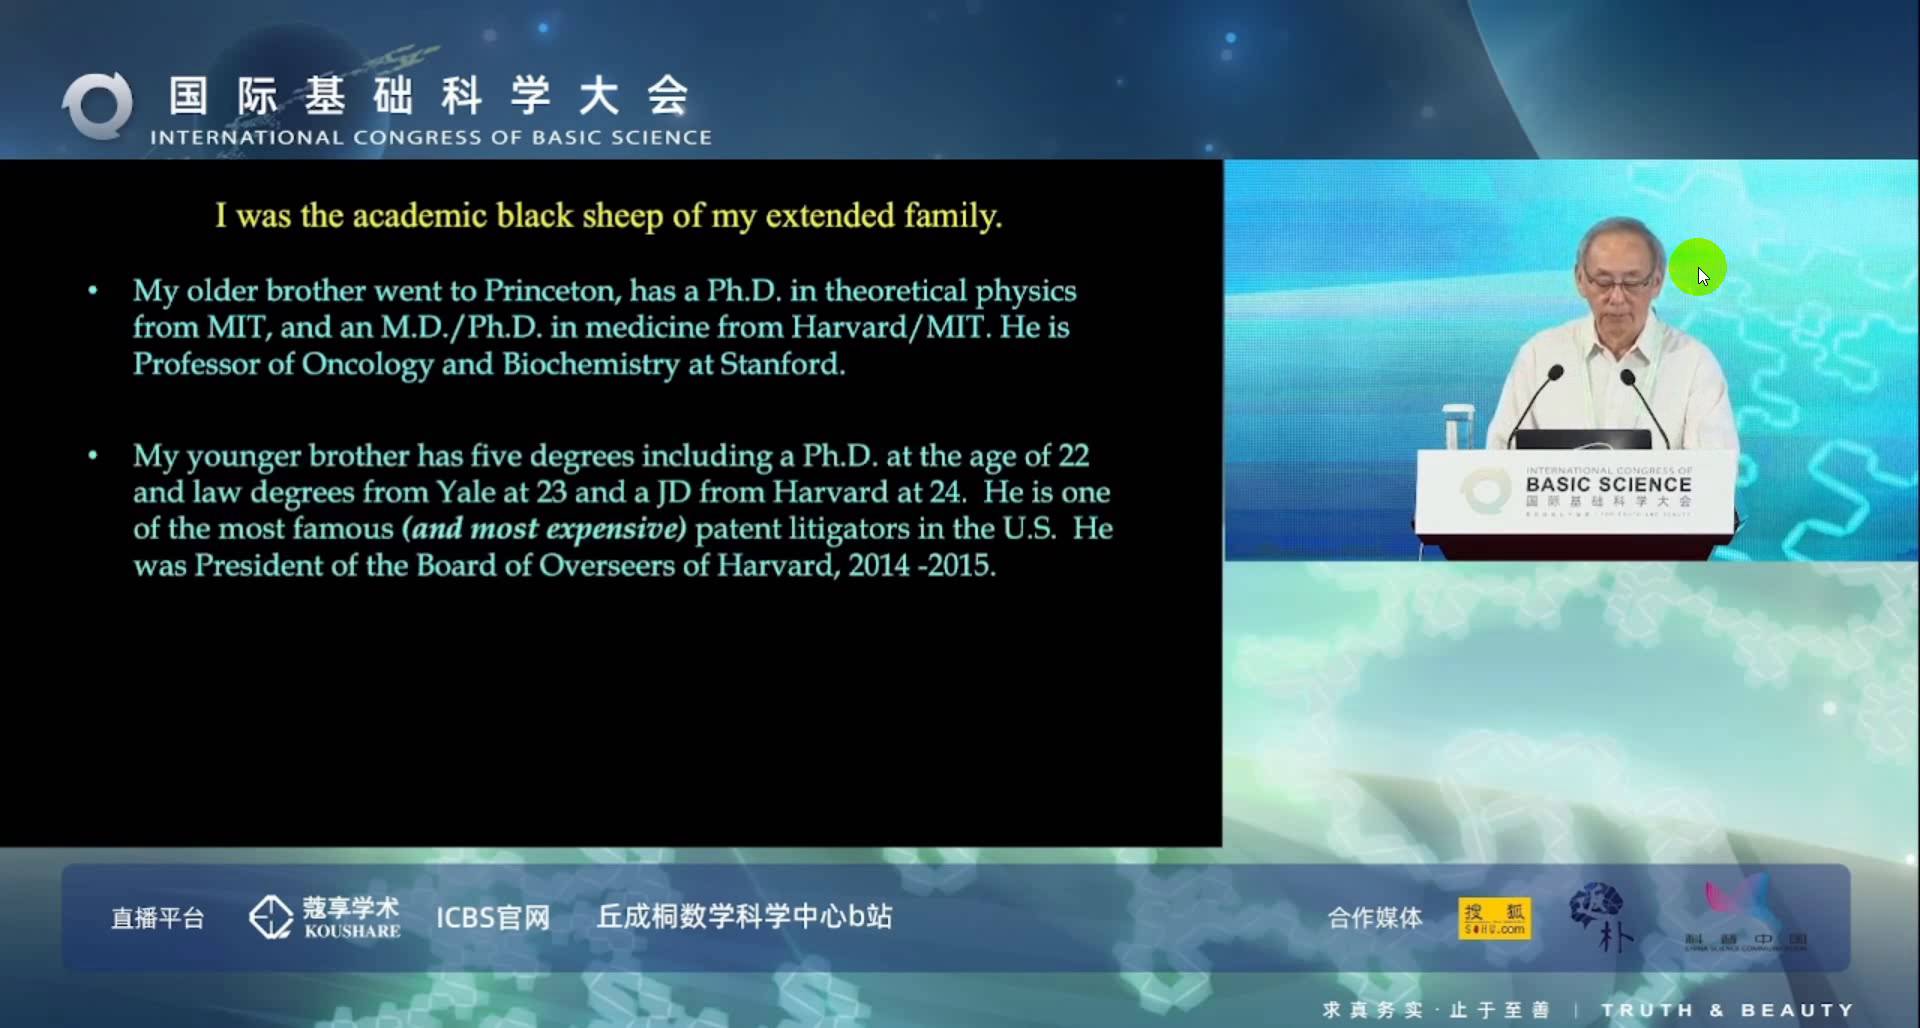 国际基础科学大会
INTERNATIONAL CONGRESS OF BASIC SCIENCE
I was the academic black sheep of my extended family.
• My older brother went to Princeton, has a Ph.D. in theoretical physics
from MIT, and an M.D./Ph.D. in medicine from Harvard/MIT. He is
Professor of Oncology and Biochemistry at Stanford.
• My younger brother has five degrees including a Ph.D. at the age of 22
and law degrees from Yale at 23 and a JD from Harvard at 24. He is one
of the most famous (and most expensive) patent litigators in the U.S. He
was President of the Board of Overseers of Harvard, 2014 -2015.
INTERNATIONAL CONGRESS OF
BASIC SCIENCE
国际基础科学大会
直播平台
蔻享学术
KOUSHARE
ICBS官网
丘成桐数学科学中心b站
合作媒体
搜狐
SOHU.com
返朴
科普中国
CHINA SCIENCE COMMUNICATION
求真务实·止于至善 | TRUTH & BEAUTY